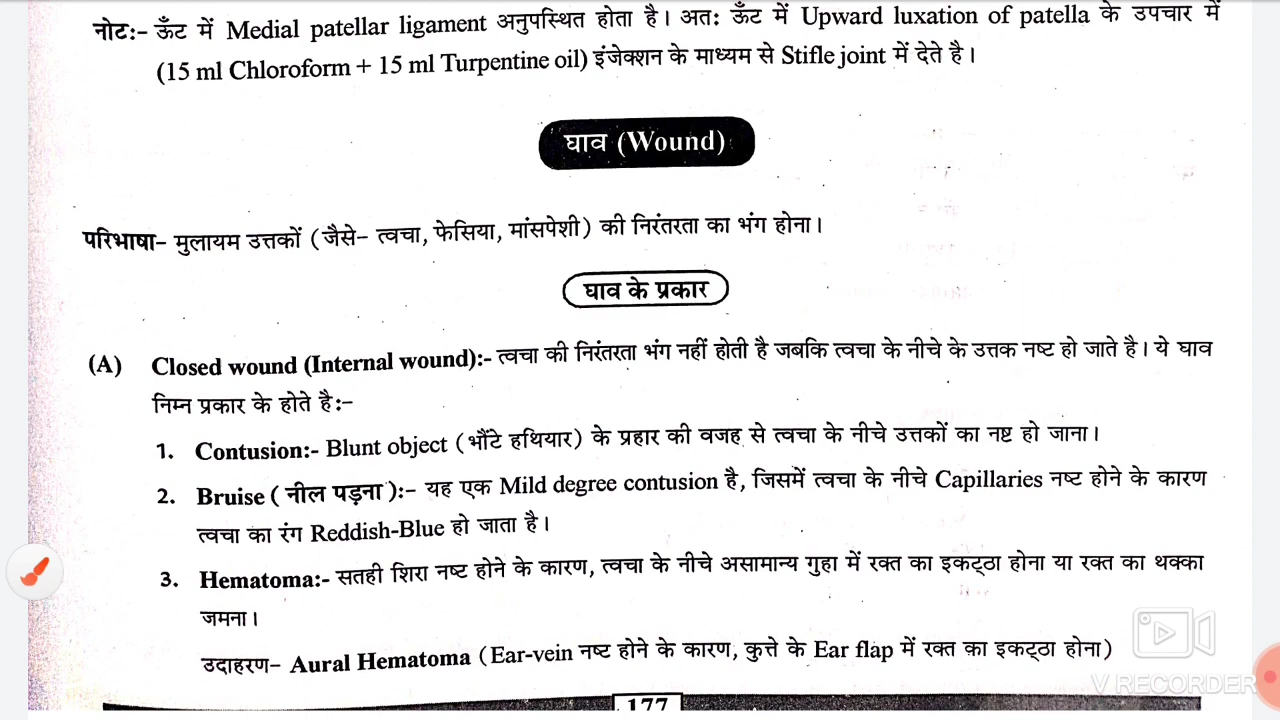 नोटः- ऊँट में Medial patellar ligament अनुपस्थित होता है। अतः ऊँट में Upward luxation of patella के उपचार में
(15 ml Chloroform + 15 ml Turpentine oil) इंजेक्शन के माध्यम से Stifle joint में देते है।
घाव (Wound)
परिभाषा- मुलायम उत्तकों (जैसे- त्वचा, फेसिया, मांसपेशी) की निरंतरता का भंग होना।
घाव के प्रकार
(A) Closed wound (Internal wound):- त्वचा की निरंतरता भंग नहीं होती है जबकि त्वचा के नीचे के उत्तक नष्ट हो जाते है। ये घाव
निम्न प्रकार के होते हैः-
1. Contusion:- Blunt object (भौंटे हथियार) के प्रहार की वजह से त्वचा के नीचे उत्तकों का नष्ट हो जाना।
2. Bruise (नील पड़ना):- यह एक Mild degree contusion है, जिसमें त्वचा के नीचे Capillaries नष्ट होने के कारण
त्वचा का रंग Reddish-Blue हो जाता है।
3. Hematoma:- सतही शिरा नष्ट होने के कारण, त्वचा के नीचे असामान्य गुहा में रक्त का इकट्ठा होना या रक्त का थक्का
जमना।
उदाहरण- Aural Hematoma (Ear-vein नष्ट होने के कारण, कुत्ते के Ear flap में रक्त का इकट्ठा होना)
177
V RECORDER